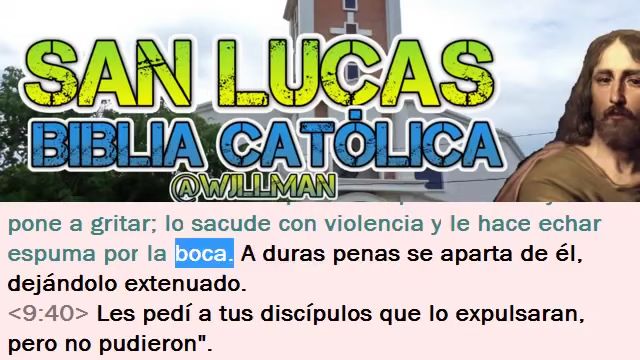 SAN LUCAS
BIBLIA CATÓLICA
@WJLLMAN
pone a gritar; lo sacude con violencia y le hace echar
espuma por la boca. A duras penas se aparta de él,
dejándolo extenuado.
<9:40> Les pedí a tus discípulos que lo expulsaran,
pero no pudieron".